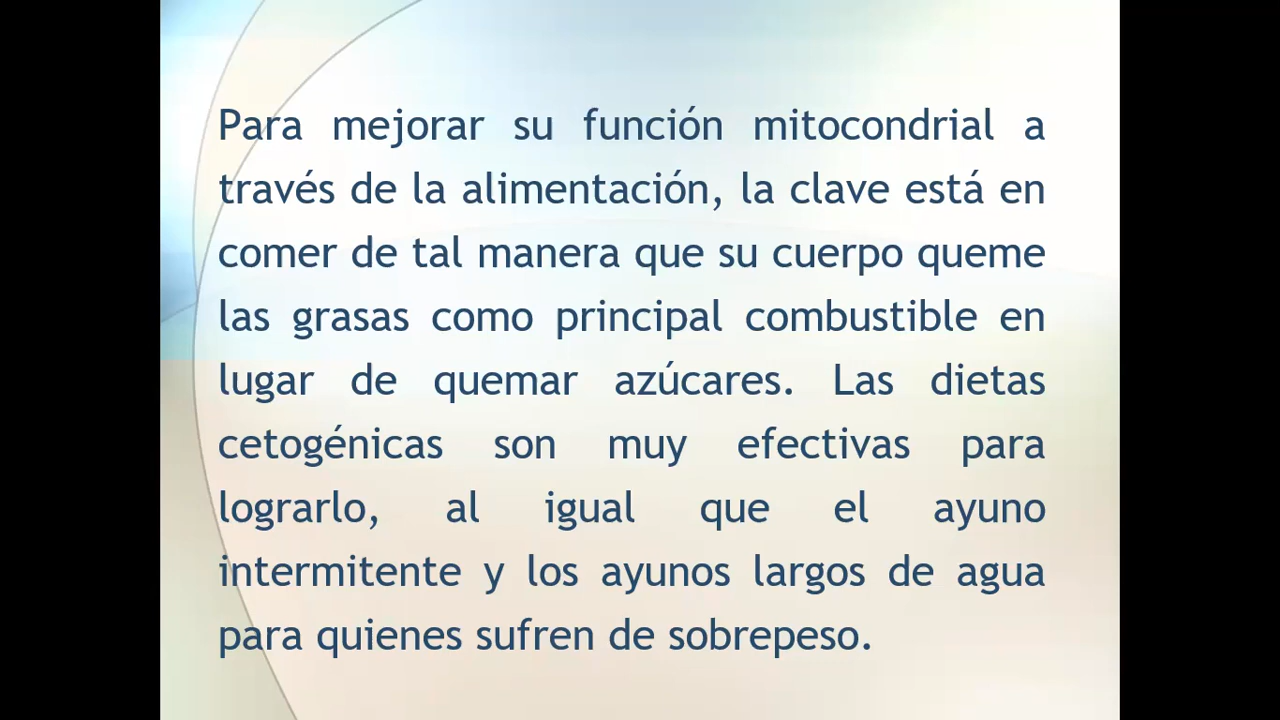 Para mejorar su función mitocondrial a
través de la alimentación, la clave está en
comer de tal manera que su cuerpo queme
las grasas como principal combustible en
lugar de quemar azúcares. Las dietas
cetogénicas son muy efectivas para
lograrlo, al igual que el ayuno
intermitente y los ayunos largos de agua
para quienes sufren de sobrepeso.